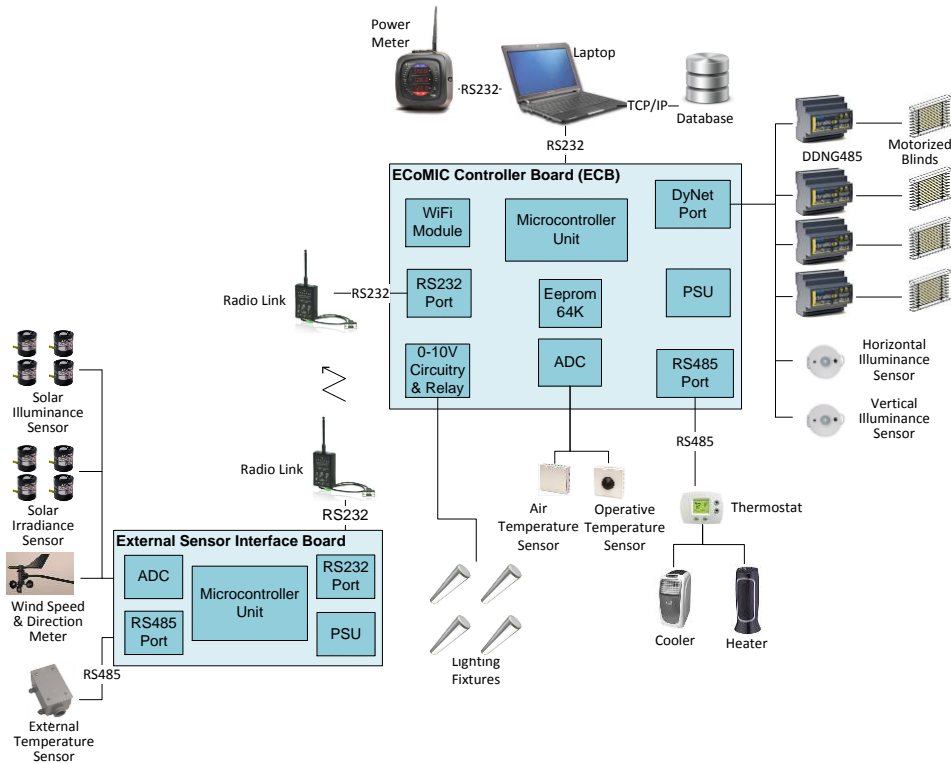 Power
Meter
Laptop
RS232
TCP/IP
Database
RS232
DDNG485
Motorized
Blinds
ECoMIC Controller Board (ECB)
WiFi
Module
Microcontroller
Unit
DyNet
Port
Radio Link
RS232
RS232
Port
Eeprom
64K
PSU
0-10V
Circuitry
& Relay
ADC
RS485
Port
Horizontal
Illuminance
Sensor
Vertical
Illuminance
Sensor
Solar
Illuminance
Sensor
RS485
Radio Link
Solar
Irradiance
Sensor
RS232
Air
Temperature
Sensor
Operative
Temperature
Sensor
Thermostat
External Sensor Interface Board
ADC
Microcontroller
Unit
RS232
Port
RS485
Port
PSU
Wind Speed
& Direction
Meter
Cooler
Heater
Lighting
Fixtures
RS485
External
Temperature
Sensor